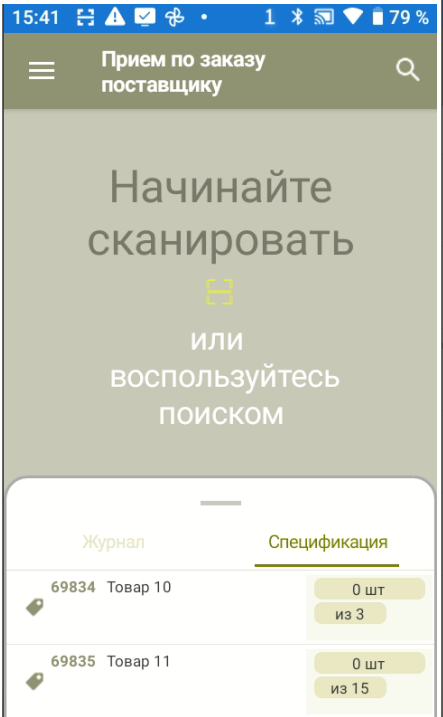 15:41 1 79 %
Прием по заказу
поставщику
Начинайте
сканировать
или
воспользуйтесь
поиском
Журнал Спецификация
69834 Товар 10 0 шт
из 3
69835 Товар 11 0 шт
из 15